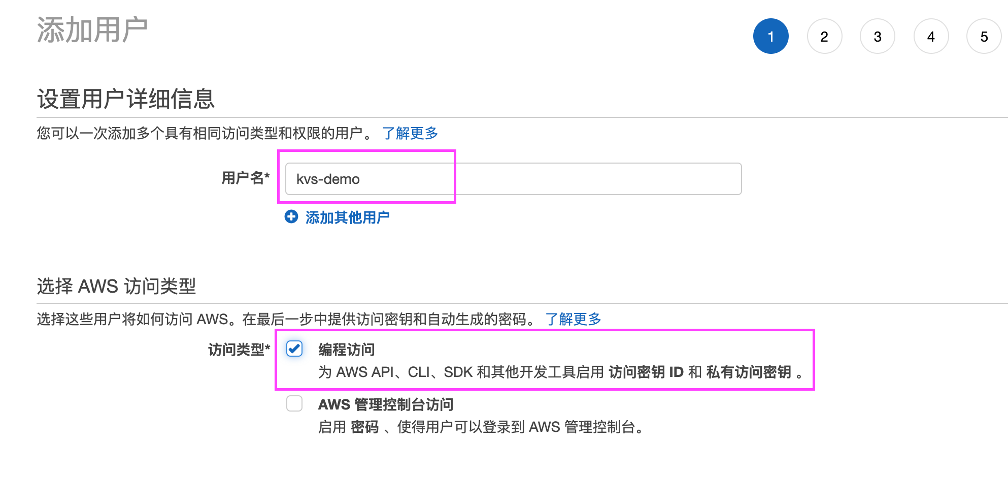 添加用户
1 2 3 4 5
设置用户详细信息
您可以一次添加多个具有相同访问类型和权限的用户。 了解更多
用户名* kvs-demo
添加其他用户
选择 AWS 访问类型
选择这些用户将如何访问 AWS。在最后一步中提供访问密钥和自动生成的密码。 了解更多
访问类型* 编程访问
为 AWS API、CLI、SDK 和其他开发工具启用 访问密钥 ID 和 私有访问密钥 。
AWS 管理控制台访问
启用 密码 、使得用户可以登录到 AWS 管理控制台。